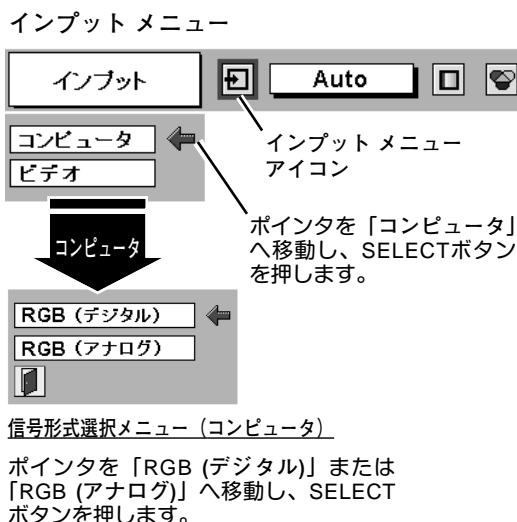 インプット メニュー
インプット
Auto
コンピュータ
ビデオ
インプット メニュー
アイコン
ポインタを「コンピュータ」
へ移動し、SELECTボタン
を押します。
コンピュータ
RGB（デジタル）
RGB（アナログ）
信号形式選択メニュー（コンピュータ）
ポインタを「RGB (デジタル)」または
「RGB (アナログ)」へ移動し、SELECT
ボタンを押します。